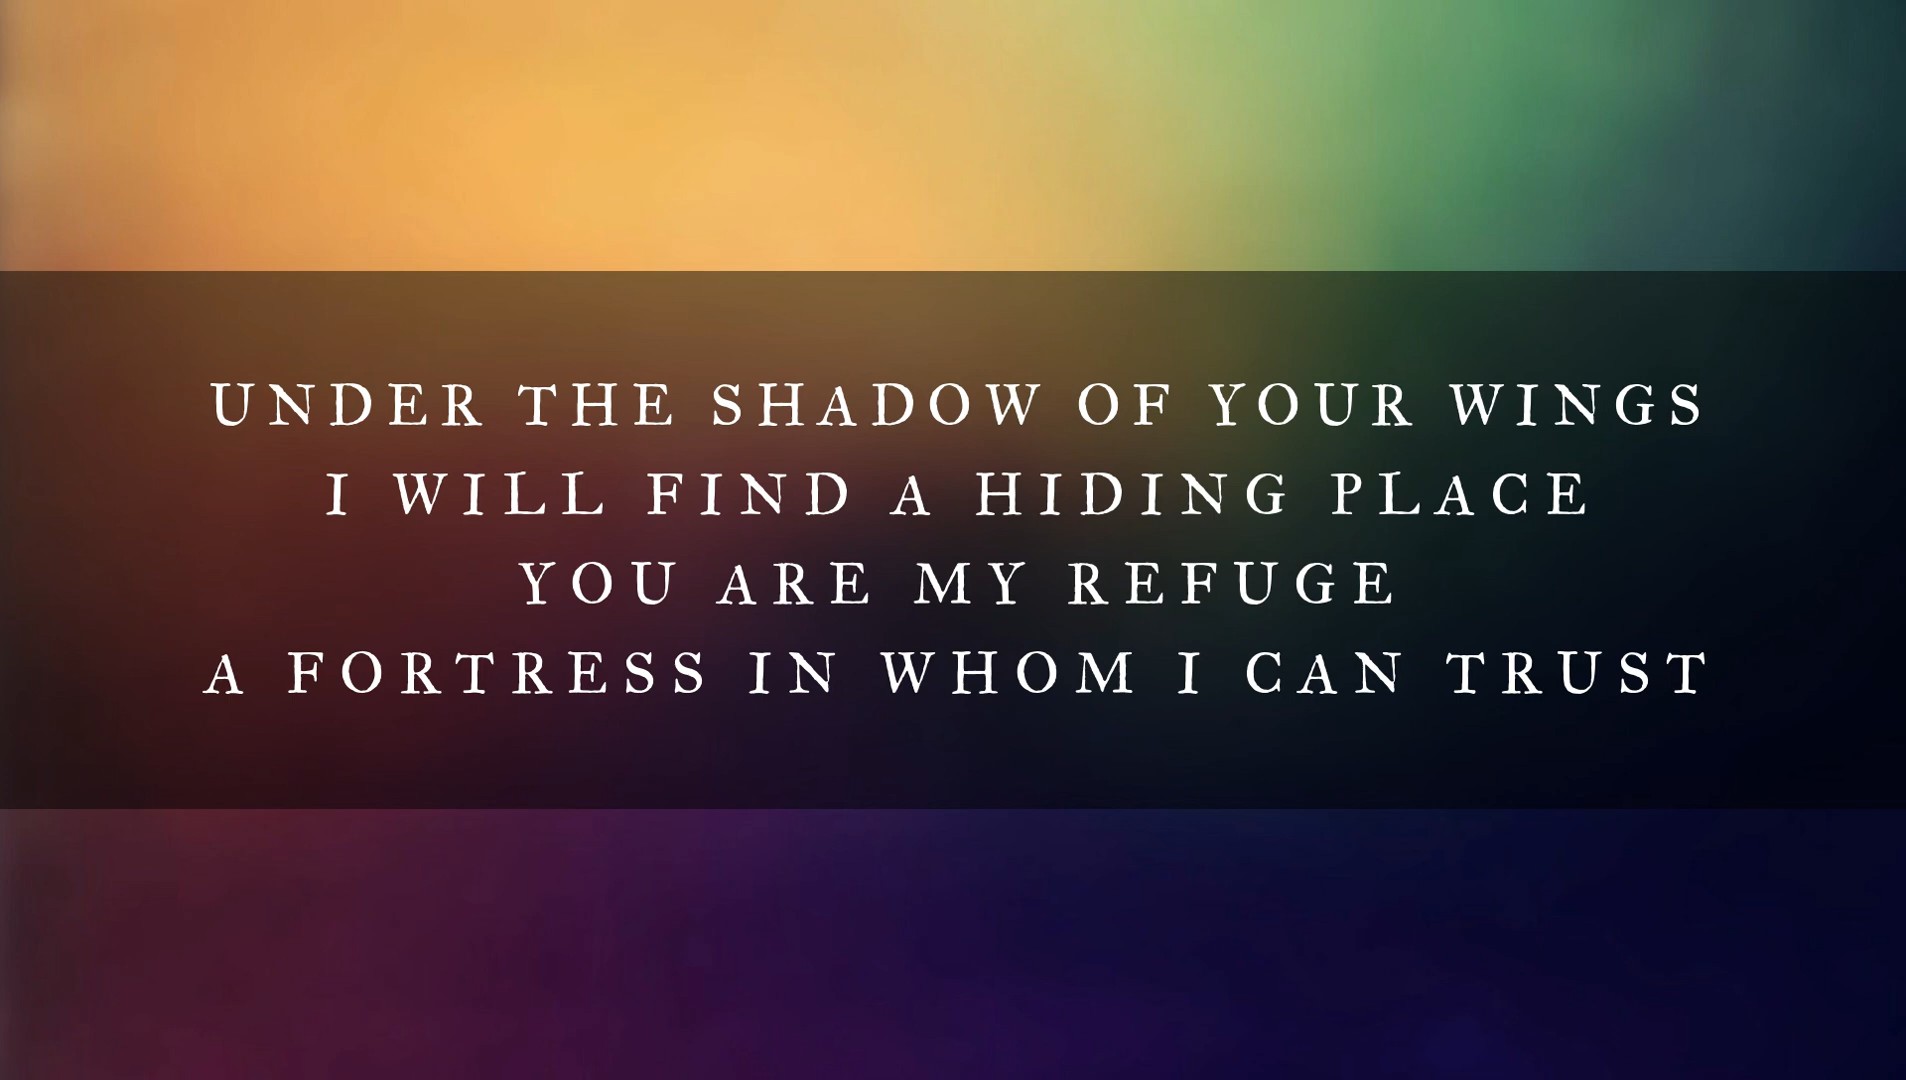 UNDER THE SHADOW OF YOUR WINGS
I WILL FIND A HIDING PLACE
YOU ARE MY REFUGE
A FORTRESS IN WHOM I CAN TRUST